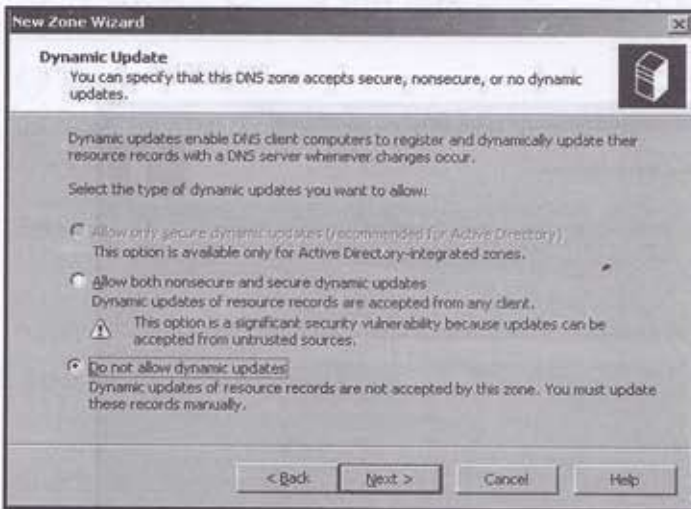 New Zone Wizard
Dynamic Update
You can specify that this DNS zone accepts secure, nonsecure, or no dynamic
updates.
Dynamic updates enable DNS client computers to register and dynamically update their
resource records with a DNS server whenever changes occur.
Select the type of dynamic updates you want to allow:
Allow only secure dynamic updates (recommended for Active Directory)
This option is available only for Active Directory-integrated zones.
Allow both nonsecure and secure dynamic updates
Dynamic updates of resource records are accepted from any client.
This option is a significant security vulnerability because updates can be
accepted from untrusted sources.
Do not allow dynamic updates
Dynamic updates of resource records are not accepted by this zone. You must update
these records manually.
< Back
Next >
Cancel
Help